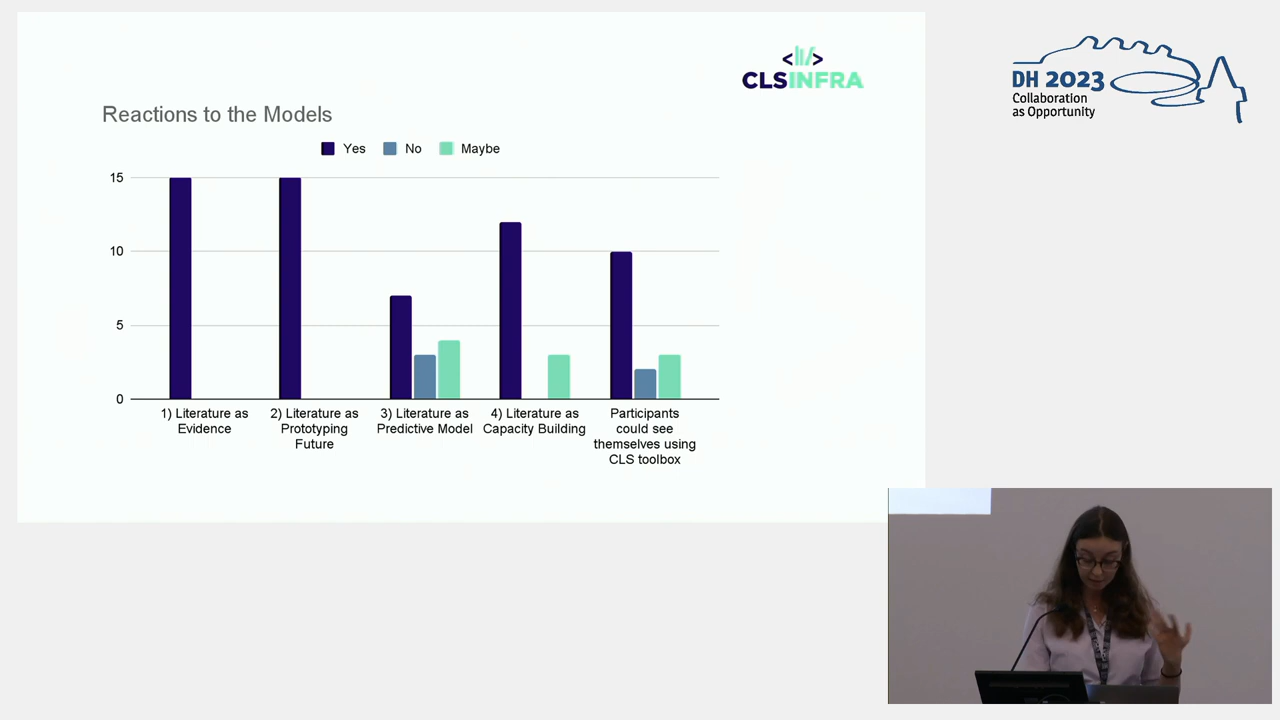 CLSINFRA
DH 2023
Collaboration
as Opportunity
Reactions to the Models
Yes No Maybe
15
10
5
0
1) Literature as
Evidence
2) Literature as
Prototyping
Future
3) Literature as
Predictive Model
4) Literature as
Capacity Building
Participants
could see
themselves using
CLS toolbox